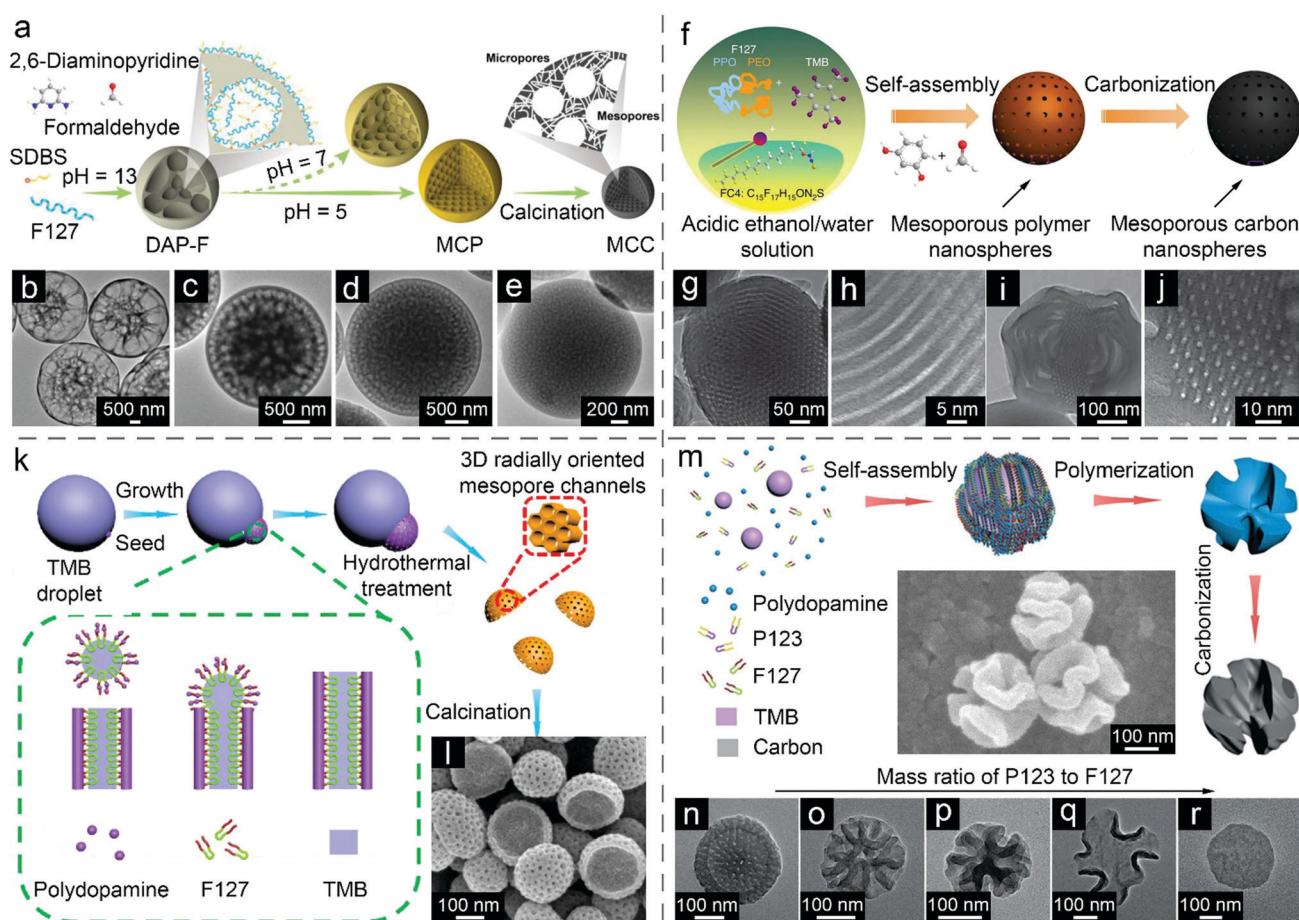 a
2,6-Diaminopyridine
Formaldehyde
SDBS
pH = 13
F127
DAP-F
pH = 7
pH = 5
MCP
Calcination
MCC
Micropores
Mesopores
b
500 nm
c
500 nm
d
500 nm
e
200 nm
f
F127
PPO PEO
TMB
+
+
FC4: C₁₅F₁₇H₁₅ON₂S
Acidic ethanol/water
solution
Self-assembly
+
Mesoporous polymer
nanospheres
Carbonization
Mesoporous carbon
nanospheres
g
50 nm
h
5 nm
i
100 nm
j
10 nm
k
Growth
Seed
TMB
droplet
Hydrothermal
treatment
3D radially oriented
mesopore channels
Calcination
Polydopamine
F127
TMB
l
100 nm
m
Self-assembly
Polymerization
Carbonization
Polydopamine
P123
F127
TMB
Carbon
100 nm
Mass ratio of P123 to F127
n
100 nm
o
100 nm
p
100 nm
q
100 nm
r
100 nm